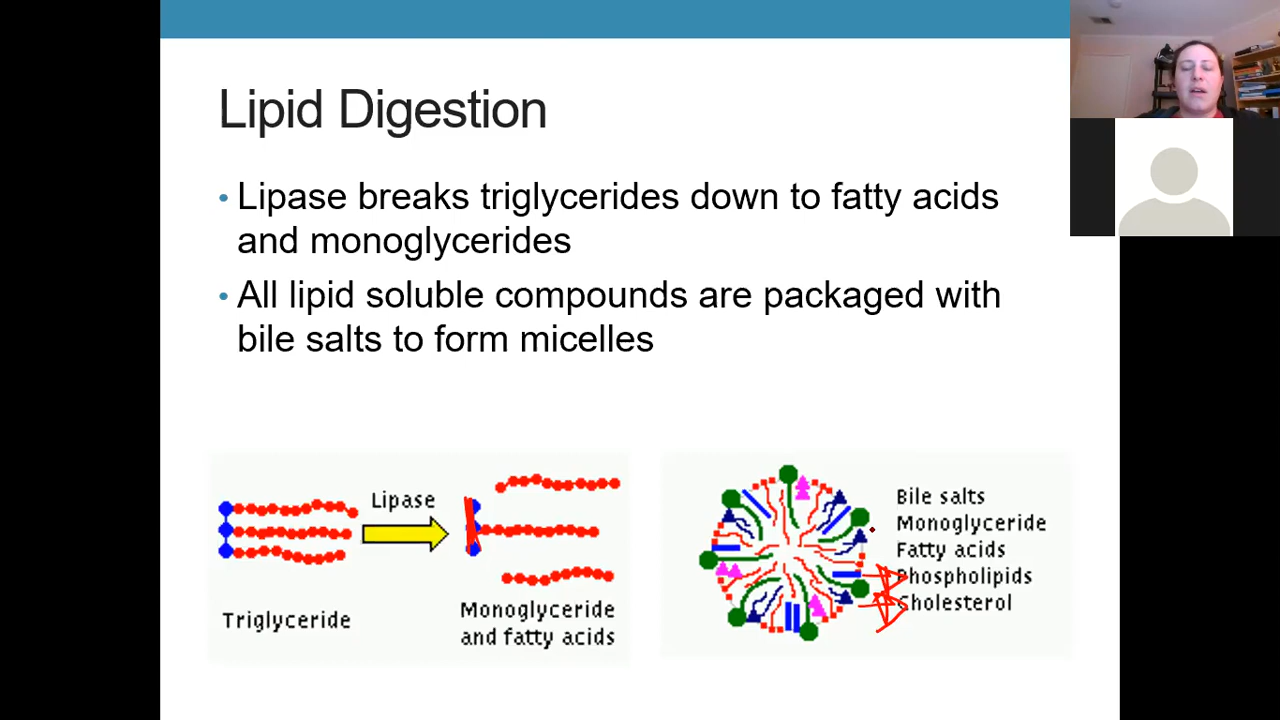 Lipid Digestion
• Lipase breaks triglycerides down to fatty acids
and monoglycerides
• All lipid soluble compounds are packaged with
bile salts to form micelles
Lipase
Triglyceride
Monoglyceride
and fatty acids
Bile salts
Monoglyceride
Fatty acids
Phospholipids
Cholesterol